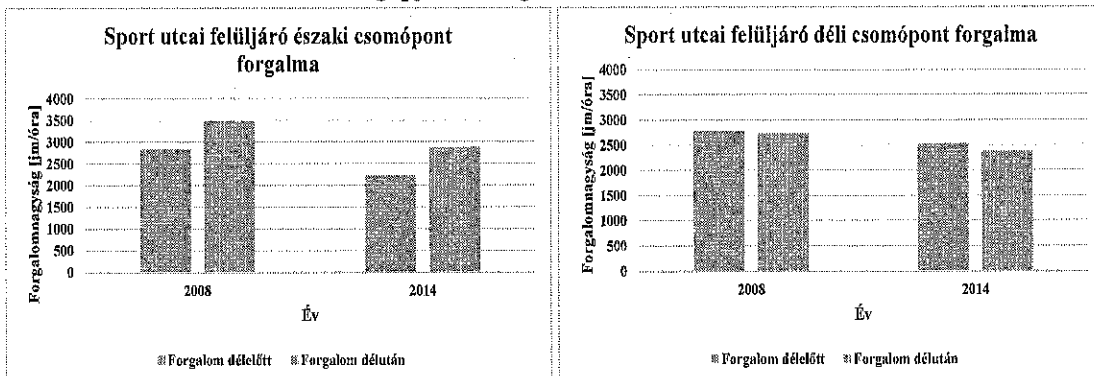 Sport utcai felüljáró északi csomópont
forgalma
Forgalomnagyság [jm/óra]
4000
3500
3000
2500
2000
1500
1000
500
0
2008
2014
Év
Forgalom délelőtt
Forgalom délután
Sport utcai felüljáró déli csomópont forgalma
Forgalomnagyság [jm/óra]
4000
3500
3000
2500
2000
1500
1000
500
0
2008
2014
Év
Forgalom délelőtt
Forgalom délután